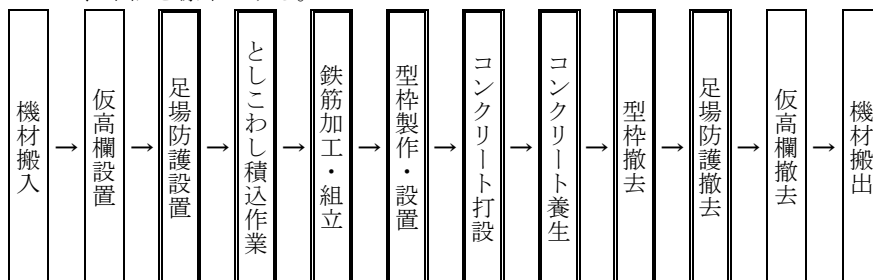 機材搬入
→
仮高欄設置
→
足場防護設置
→
としこわし積込作業
→
鉄筋加工・組立
→
型枠製作・設置
→
コンクリート打設
→
コンクリート養生
→
型枠撤去
→
足場防護撤去
→
仮高欄撤去
→
機材搬出